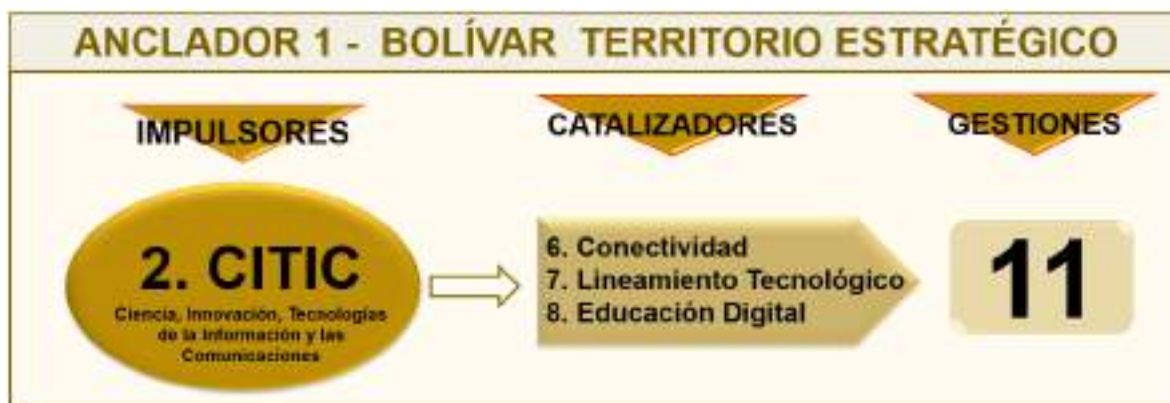 ANCLADOR 1 - BOLÍVAR TERRITORIO ESTRATÉGICO
IMPULSORES
CATALIZADORES
GESTIONES
2. CITIC
Ciencia, Innovación, Tecnologías
de la Información y las
Comunicaciones
6. Conectividad
7. Lineamiento Tecnológico
8. Educación Digital
11